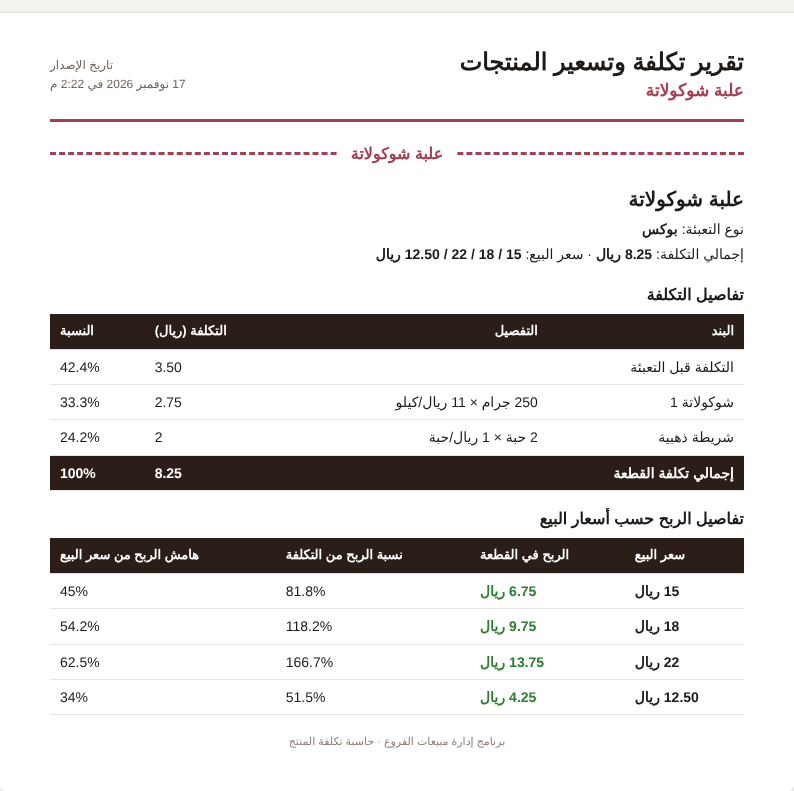 تقرير تكلفة وتسعير المنتجات
علبة شوكولاتة
تاريخ الإصدار
17 نوفمبر 2026 في 2:22 م
علبة شوكولاتة
علبة شوكولاتة
نوع التعبئة: بوكس
إجمالي التكلفة: 8.25 ريال · سعر البيع: 15 / 18 / 22 / 12.50 ريال
تفاصيل التكلفة
البند التفصيل التكلفة (ريال) النسبة
التكلفة قبل التعبئة 3.50 42.4%
شوكولاتة 1 250 جرام × 11 ريال/كيلو 2.75 33.3%
شريطة ذهبية 2 حبة × 1 ريال/حبة 2 24.2%
إجمالي تكلفة القطعة 8.25 100%
تفاصيل الربح حسب أسعار البيع
سعر البيع الربح في القطعة نسبة الربح من التكلفة هامش الربح من سعر البيع
15 ريال 6.75 ريال 81.8% 45%
18 ريال 9.75 ريال 118.2% 54.2%
22 ريال 13.75 ريال 166.7% 62.5%
12.50 ريال 4.25 ريال 51.5% 34%
برنامج إدارة مبيعات الفروع · حاسبة تكلفة المنتج